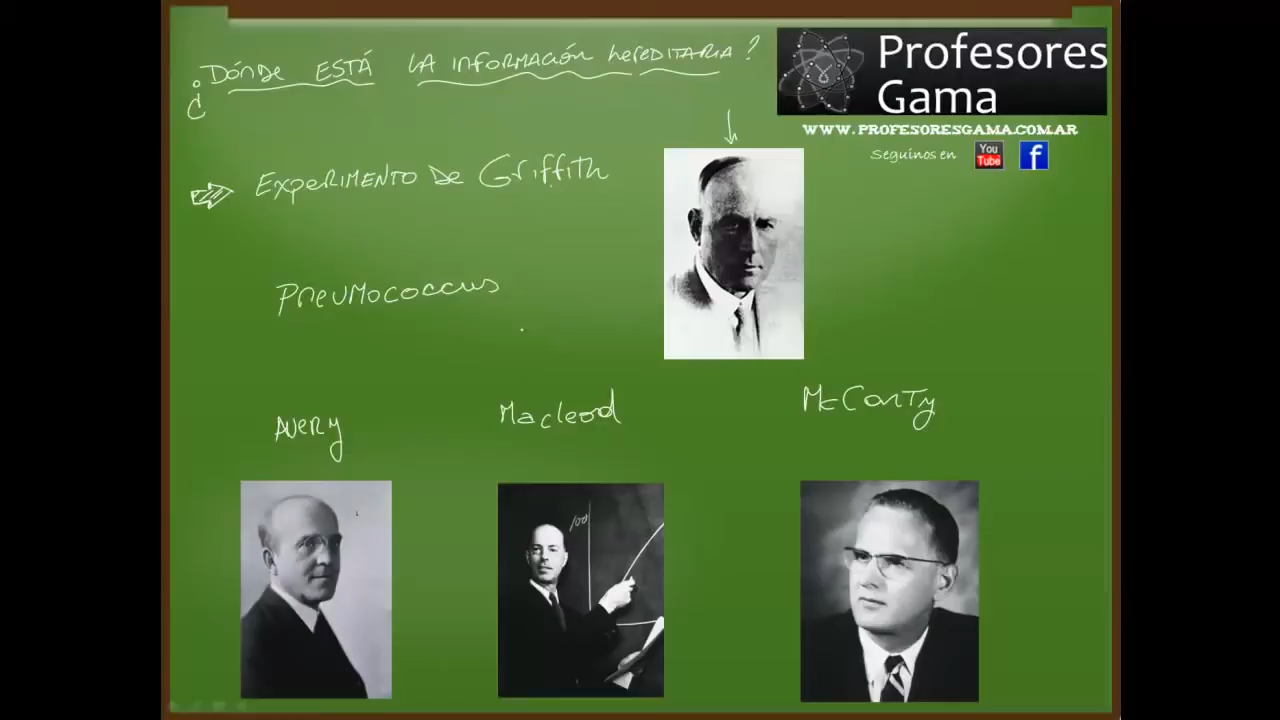 ¿DÓNDE ESTÁ LA INFORMACIÓN hereDITARIA?
Profesores
Gama
WWW.PROFESORESGAMA.COM.AR
Seguinos en
You
Tube
f
EXPERIMENTO DE Griffith
PNEUMOCOCCUS
AVERY
Macleod
McCarTy
100